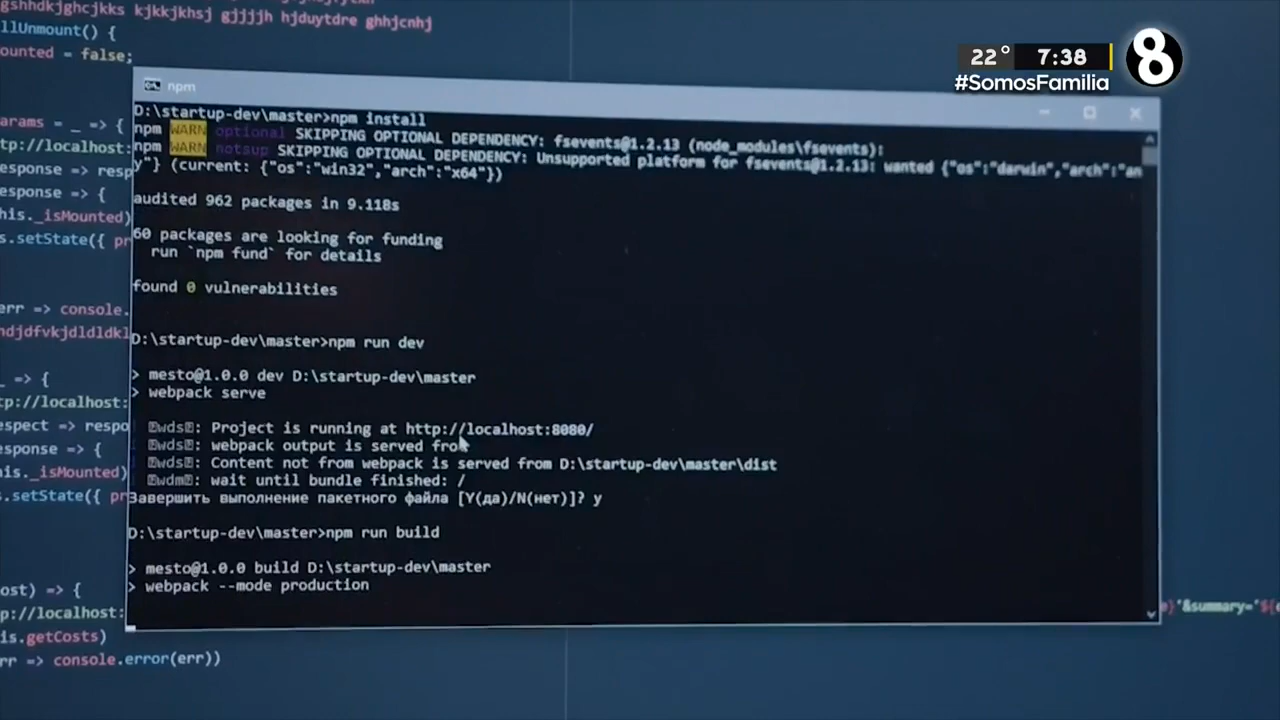 gshhdkjghcjkks kjkkjkhsj gjjjjh hjduytdre ghhjcnhj
llUnmount() {
ounted = false;
22° 7:38
8
#SomosFamilia
npm
D:\startup-dev\master>npm install
npm WARN optional SKIPPING OPTIONAL DEPENDENCY: fsevents@1.2.13 (node_modules\fsevents):
npm WARN notsup SKIPPING OPTIONAL DEPENDENCY: Unsupported platform for fsevents@1.2.13: wanted {"os":"darwin","arch":"an
y"} (current: {"os":"win32","arch":"x64"})
audited 962 packages in 9.118s
60 packages are looking for funding
run `npm fund` for details
found 0 vulnerabilities
D:\startup-dev\master>npm run dev
> mesto@1.0.0 dev D:\startup-dev\master
> webpack serve
wds: Project is running at http://localhost:8080/
wds: webpack output is served from
wds: Content not from webpack is served from D:\startup-dev\master\dist
wdm: wait until bundle finished: /
Завершить выполнение пакетного файла [Y(да)/N(нет)]? y
D:\startup-dev\master>npm run build
> mesto@1.0.0 build D:\startup-dev\master
> webpack --mode production
arams = _ => {
tp://localhost:
esponse => resp
esponse => {
his._isMounted)
s.setState({ pr
err => console.
ndjdfvkjdldldkl
_ => {
tp://localhost:
espect => respo
esponse => {
his._isMounted)
s.setState({ pr
ost) => {
tp://localhost:
his.getCosts)
rr => console.error(err))
}'&summary='${